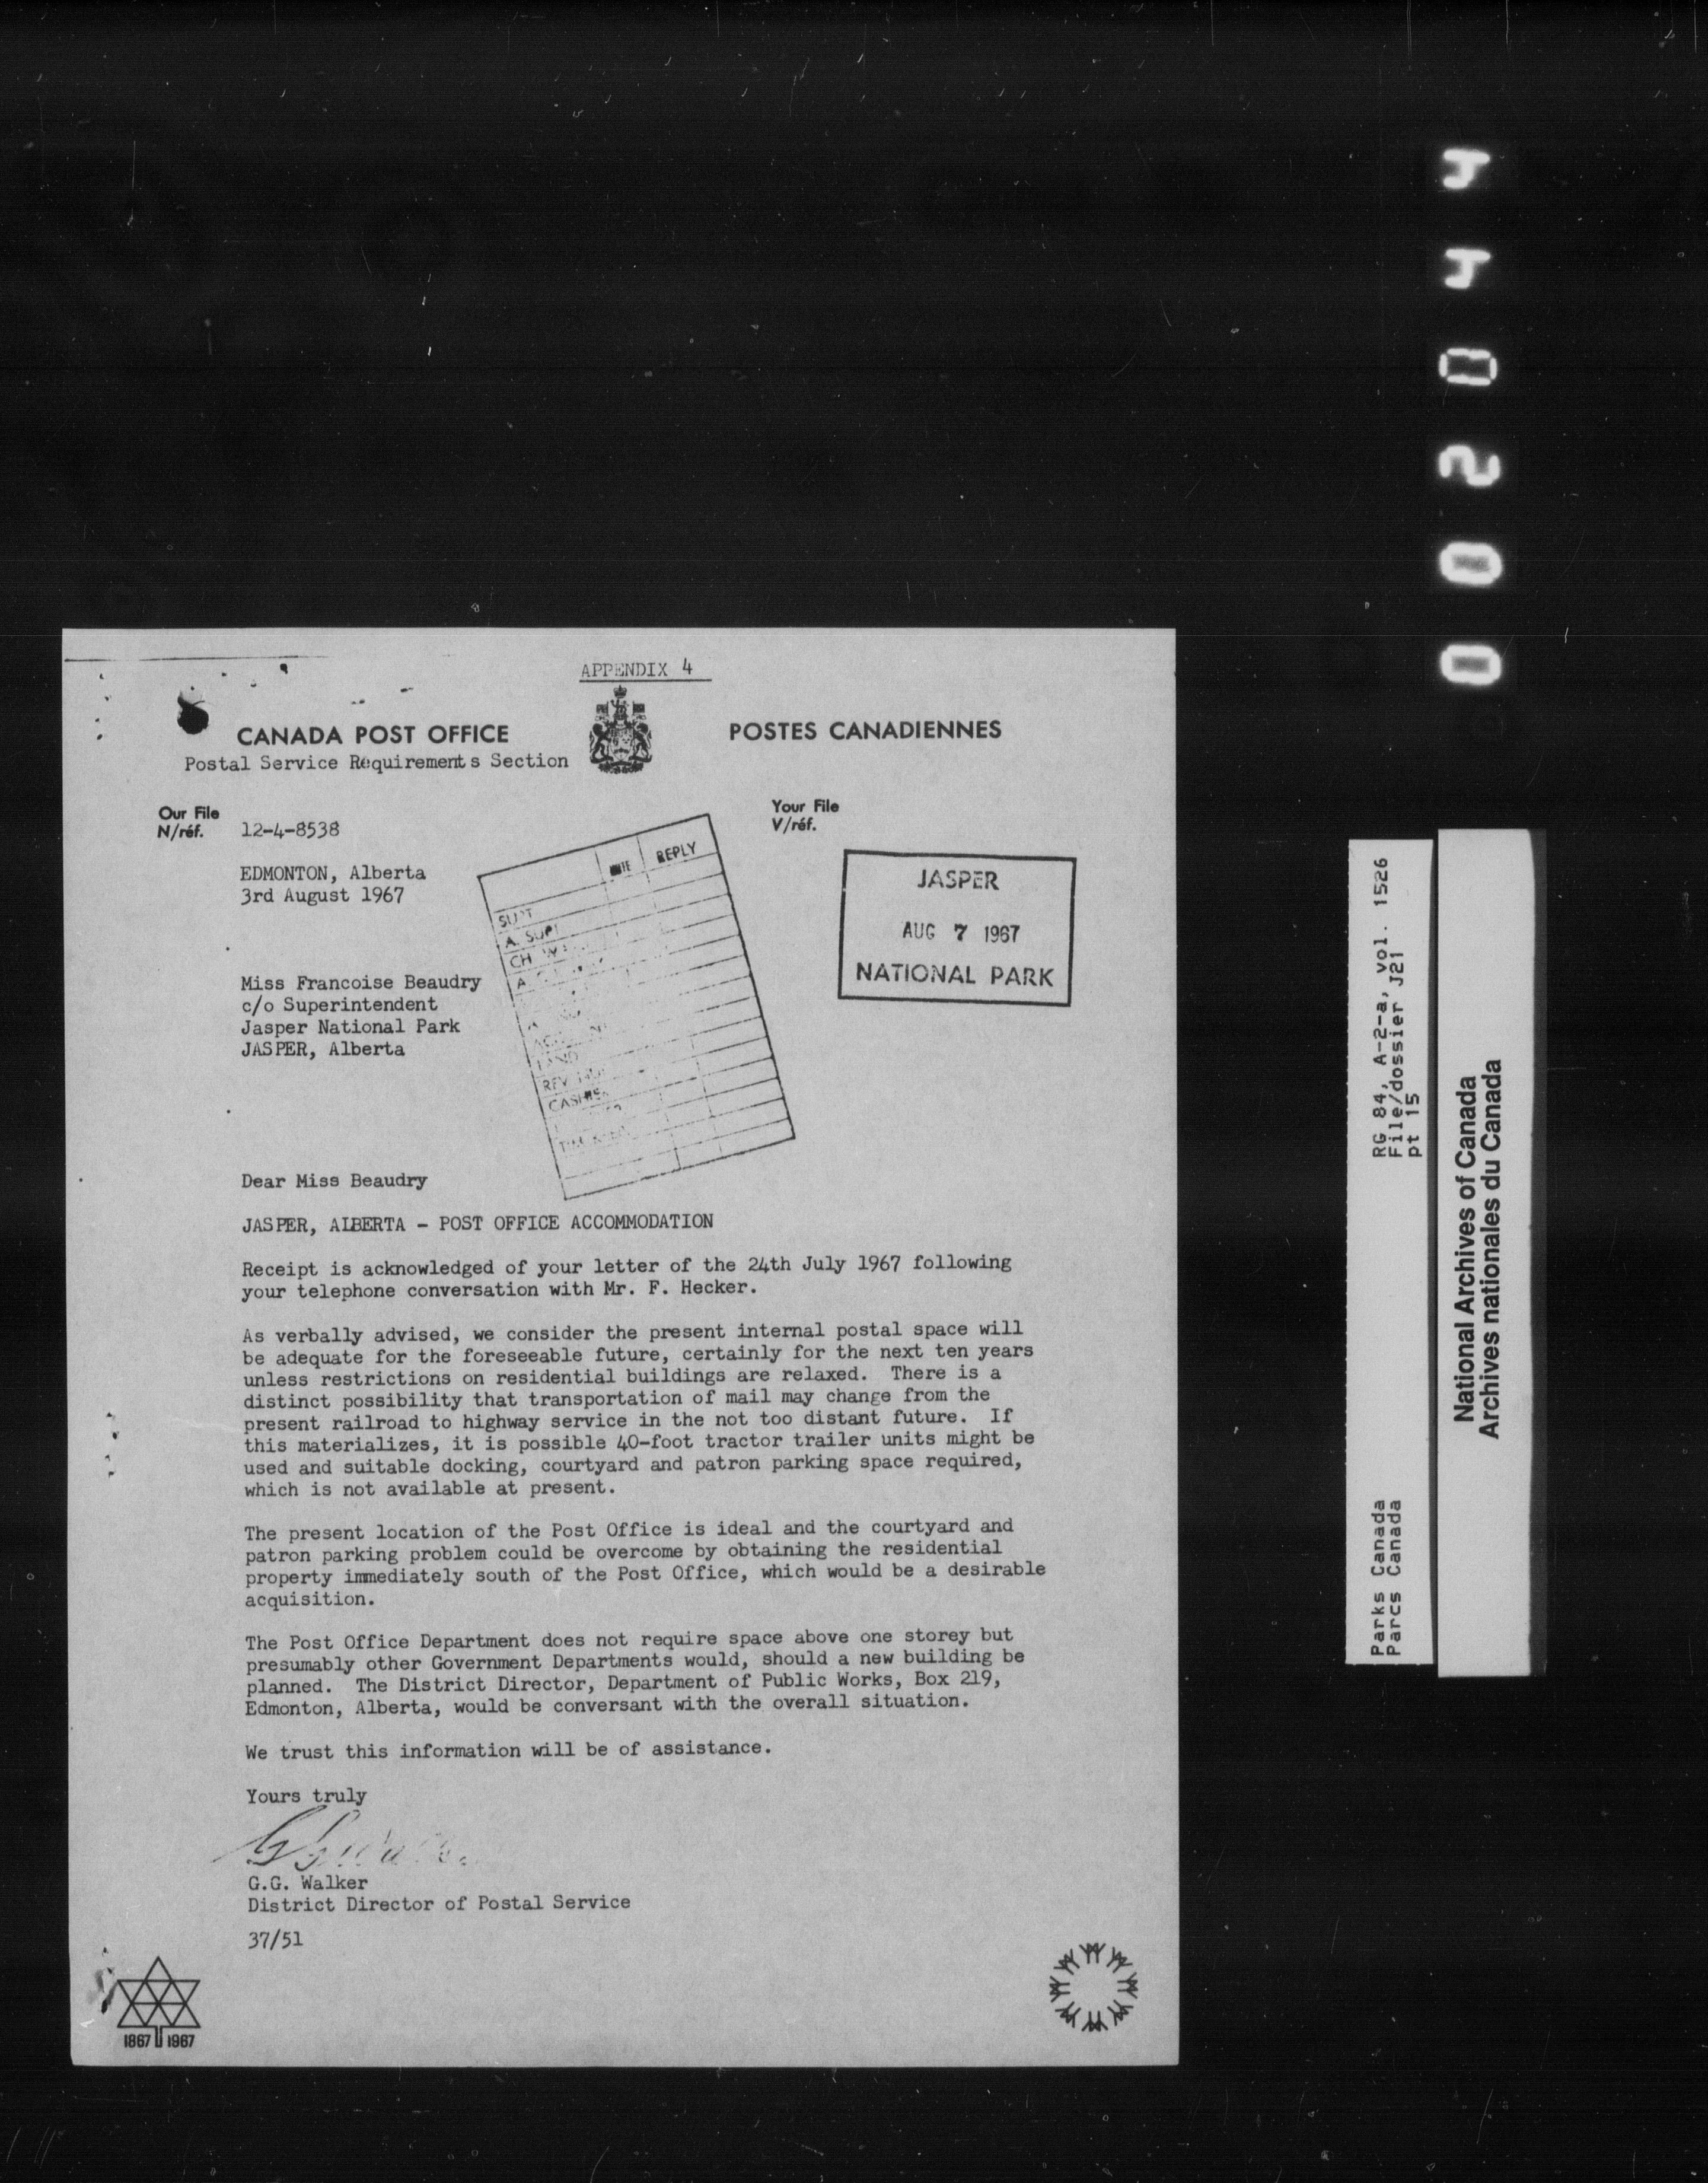 APPENDIX 4
CANADA POST OFFICE
POSTES CANADIENNES
Postal Service Requirements Section
Our File
N/réf. 12-4-8538
Your File
V/réf.
EDMONTON, Alberta
3rd August 1967
REPLY
SUPT
A. SUPT
CH
A.
LAND
CASHIER
JASPER
AUG 7 1967
NATIONAL PARK
Miss Francoise Beaudry
c/o Superintendent
Jasper National Park
JASPER, Alberta
Dear Miss Beaudry
JASPER, ALBERTA - POST OFFICE ACCOMMODATION
Receipt is acknowledged of your letter of the 24th July 1967 following
your telephone conversation with Mr. F. Hecker.
As verbally advised, we consider the present internal postal space will
be adequate for the foreseeable future, certainly for the next ten years
unless restrictions on residential buildings are relaxed. There is a
distinct possibility that transportation of mail may change from the
present railroad to highway service in the not too distant future. If
this materializes, it is possible 40-foot tractor trailer units might be
used and suitable docking, courtyard and patron parking space required,
which is not available at present.
The present location of the Post Office is ideal and the courtyard and
patron parking problem could be overcome by obtaining the residential
property immediately south of the Post Office, which would be a desirable
acquisition.
The Post Office Department does not require space above one storey but
presumably other Government Departments would, should a new building be
planned. The District Director, Department of Public Works, Box 219,
Edmonton, Alberta, would be conversant with the overall situation.
We trust this information will be of assistance.
Yours truly
G.G. Walker
District Director of Postal Service
37/51
1867 1967
Parks Canada
Parcs Canada
RG 84, A-2-a, vol. 1526
File/dossier J21
pt 15
National Archives of Canada
Archives nationales du Canada